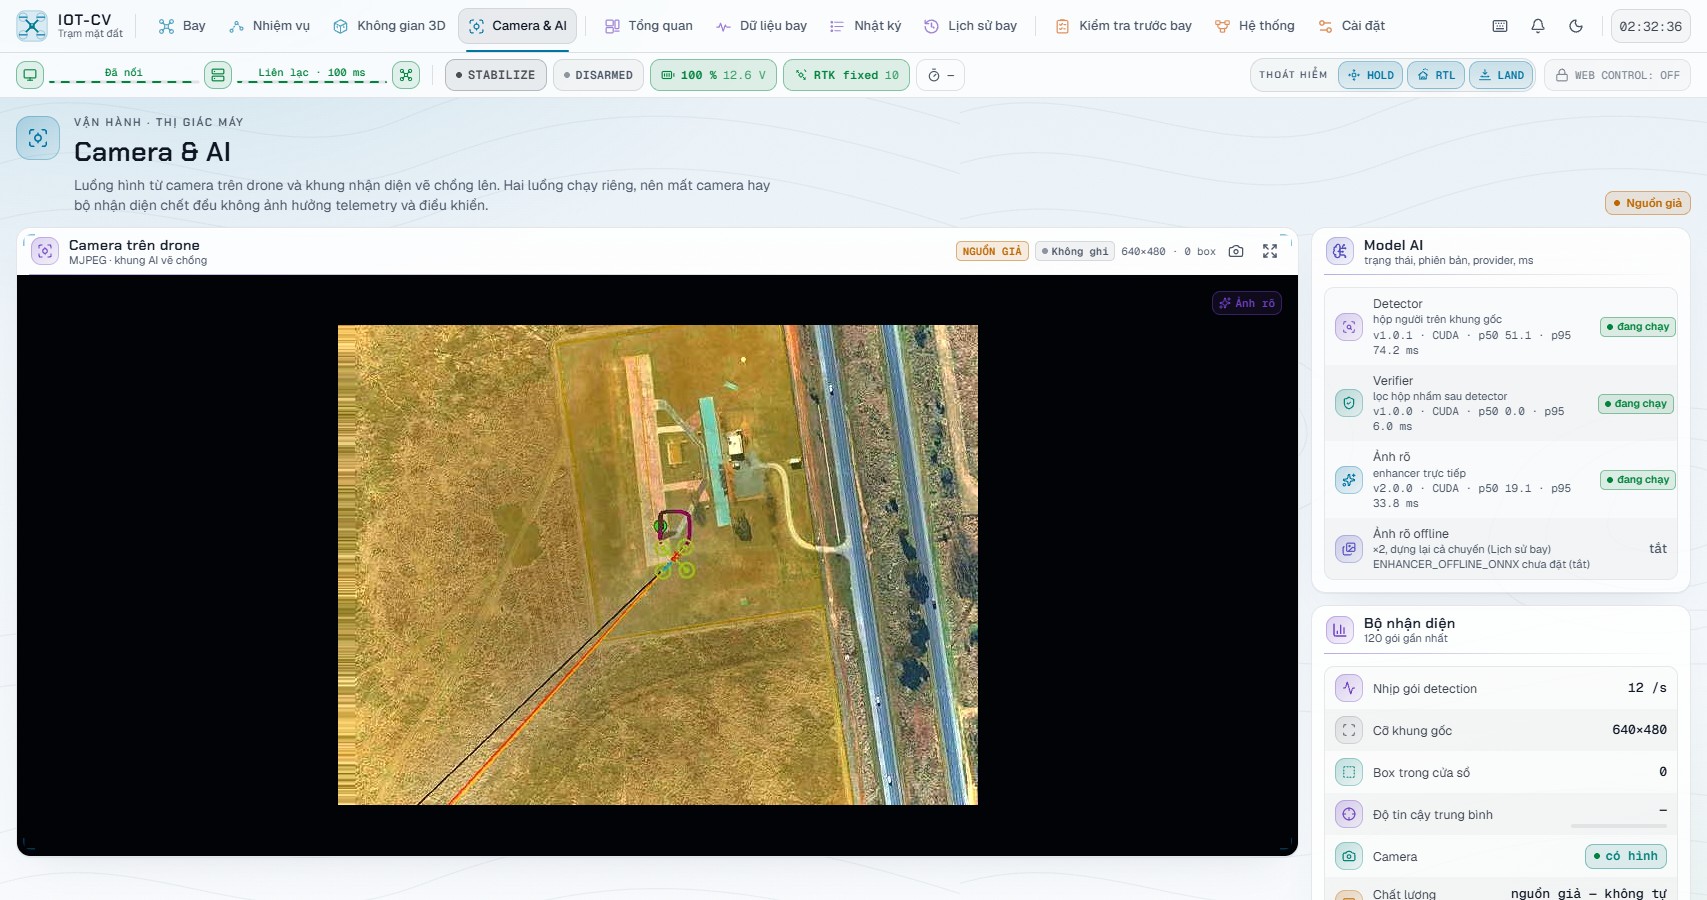 IOT-CV
Trạm mặt đất
Bay
Nhiệm vụ
Không gian 3D
Camera & AI
Tổng quan
Dữ liệu bay
Nhật ký
Lịch sử bay
Kiểm tra trước bay
Hệ thống
Cài đặt
02:32:36
Đã nối
Liên lạc · 100 ms
STABILIZE
DISARMED
100 % 12.6 V
RTK fixed 10
–
THOÁT HIỂM
HOLD
RTL
LAND
WEB CONTROL: OFF
VẬN HÀNH · THỊ GIÁC MÁY
Camera & AI
Luồng hình từ camera trên drone và khung nhận diện vẽ chồng lên. Hai luồng chạy riêng, nên mất camera hay
bộ nhận diện chết đều không ảnh hưởng telemetry và điều khiển.
Nguồn giả
Camera trên drone
MJPEG · khung AI vẽ chồng
NGUỒN GIẢ
Không ghi
640×480 · 0 box
Ảnh rõ
Model AI
trạng thái, phiên bản, provider, ms
Detector
hộp người trên khung gốc
v1.0.1 · CUDA · p50 51.1 · p95
74.2 ms
đang chạy
Verifier
lọc hộp nhầm sau detector
v1.0.0 · CUDA · p50 0.0 · p95
6.0 ms
đang chạy
Ảnh rõ
enhancer trực tiếp
v2.0.0 · CUDA · p50 19.1 · p95
33.8 ms
đang chạy
Ảnh rõ offline
×2, dựng lại cả chuyến (Lịch sử bay)
ENHANCER_OFFLINE_ONNX chưa đặt (tắt)
tắt
Bộ nhận diện
120 gói gần nhất
Nhịp gói detection
12 /s
Cỡ khung gốc
640×480
Box trong cửa sổ
0
Độ tin cậy trung bình
–
Camera
có hình
Chất lượng
nguồn giả – không tự